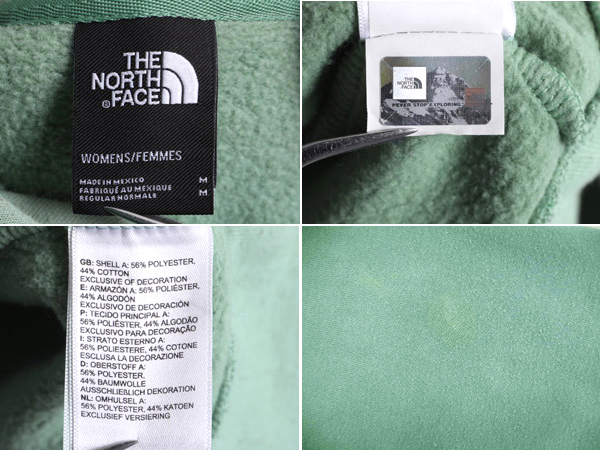 THE
NORTH
FACE
®
WOMENS/FEMMES
MADE IN MEXICO M
FABRIQUÉ AU MEXIQUE M
REGULAR NORMALE
THE
NORTH
FACE
NEVER STOP EXPLORING
GB: SHELL A: 56% POLYESTER,
44% COTTON
EXCLUSIVE OF DECORATION
E: ARMAZÓN A: 56% POLIÉSTER,
44% ALGODÓN
EXCLUSIVO DE DECORACIÓN
P: TECIDO PRINCIPAL A:
56% POLIÉSTER, 44% ALGODÃO
EXCLUSIVO PARA DECORAÇÃO
I: STRATO ESTERNO A:
56% POLIESTERE, 44% COTONE
ESCLUSA LA DECORAZIONE
D: OBERSTOFF A:
56% POLYESTER,
44% BAUMWOLLE
AUSSCHLIEßLICH DEKORATION
NL: OMHULSEL A:
56% POLYESTER, 44% KATOEN
EXCLUSIEF VERSIERING